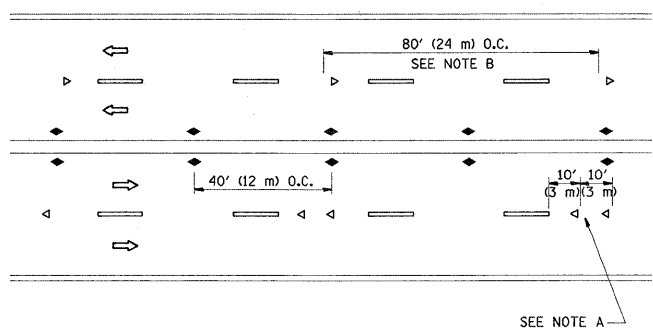 80' (24 m) O.C.
SEE NOTE B
40' (12 m) O.C.
10' 10'
(3 m) (3 m)
SEE NOTE A